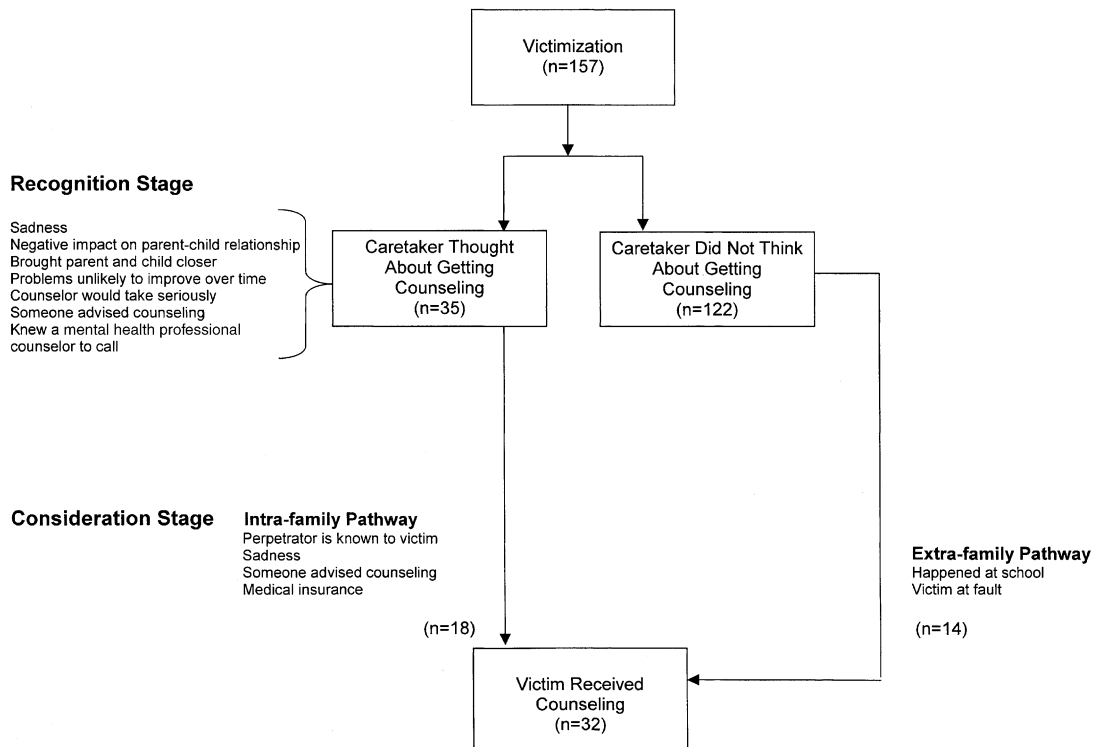 Victimization
(n=157)
Recognition Stage
Sadness
Negative impact on parent-child relationship
Brought parent and child closer
Problems unlikely to improve over time
Counselor would take seriously
Someone advised counseling
Knew a mental health professional
counselor to call
Caretaker Thought
About Getting
Counseling
(n=35)
Caretaker Did Not Think
About Getting
Counseling
(n=122)
Consideration Stage
Intra-family Pathway
Perpetrator is known to victim
Sadness
Someone advised counseling
Medical insurance
(n=18)
Extra-family Pathway
Happened at school
Victim at fault
(n=14)
Victim Received
Counseling
(n=32)